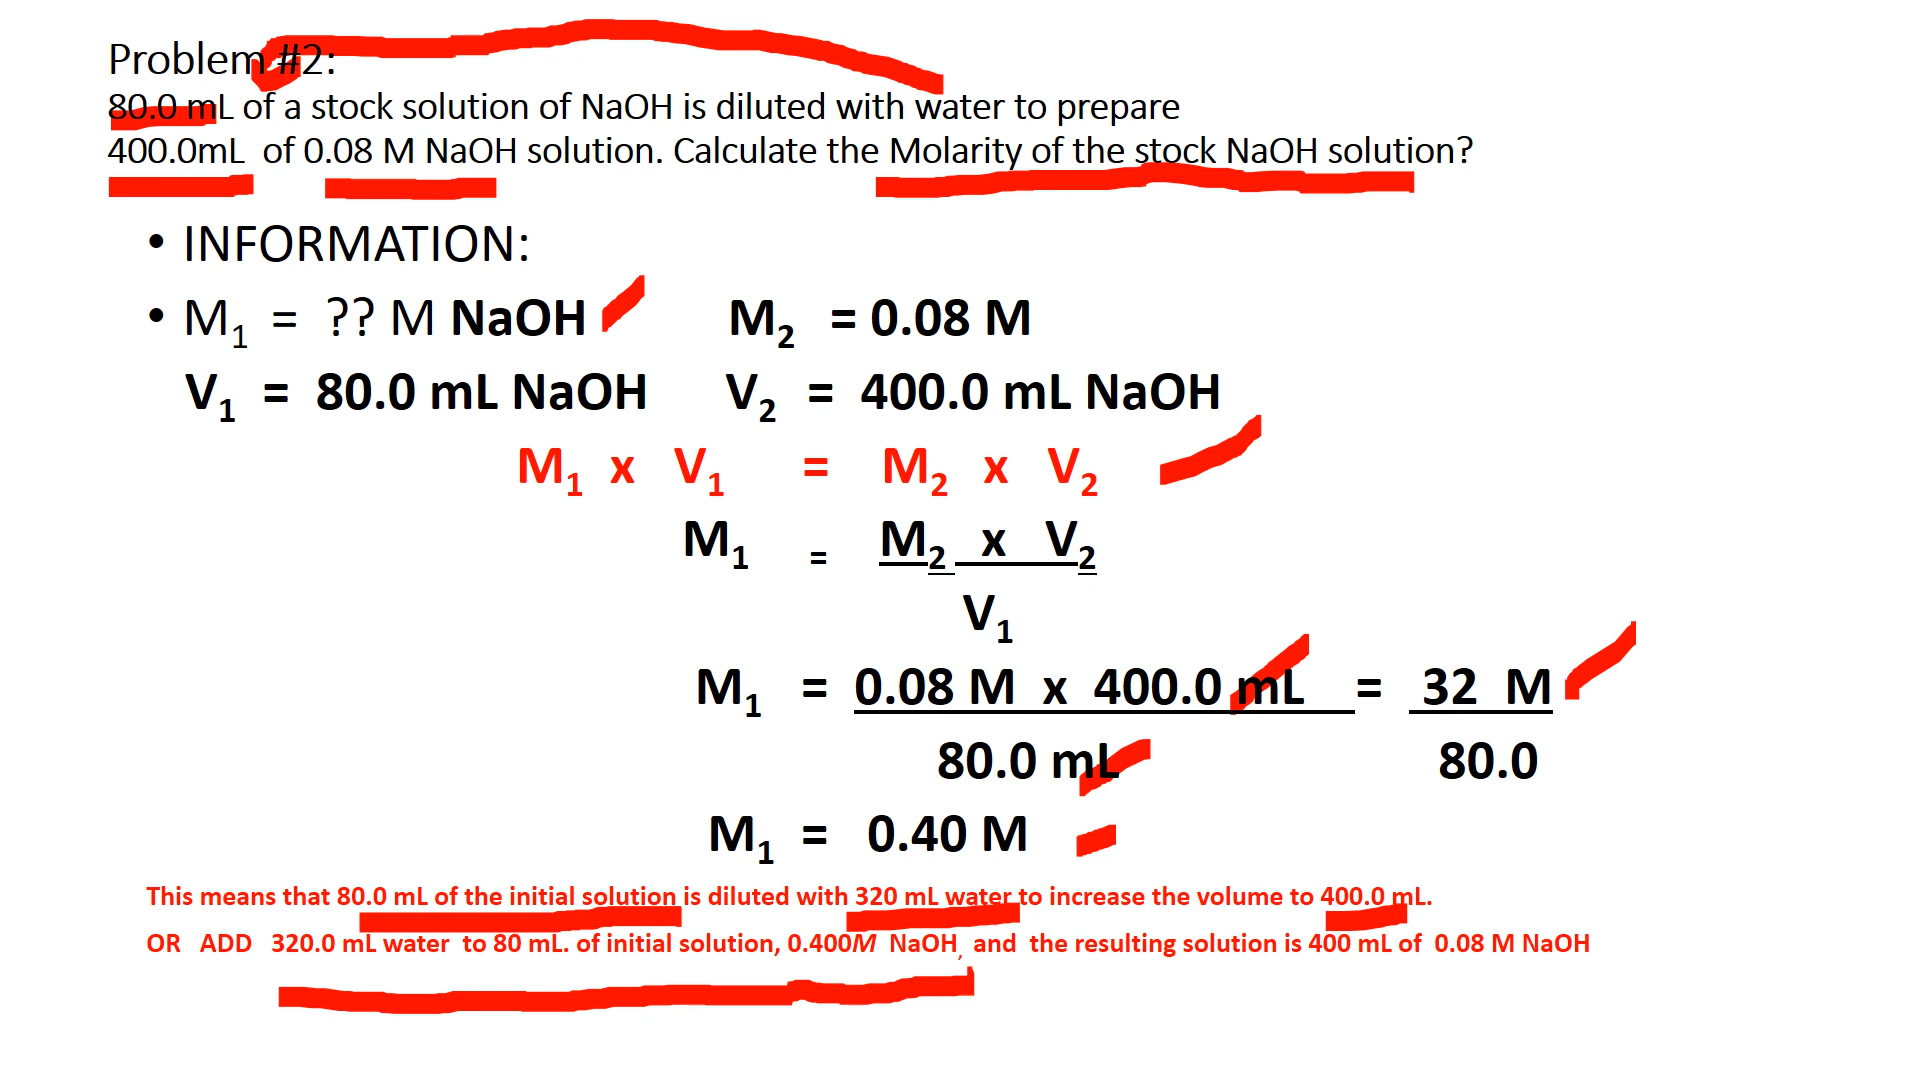 Problem #2:
80.0 mL of a stock solution of NaOH is diluted with water to prepare
400.0mL of 0.08 M NaOH solution. Calculate the Molarity of the stock NaOH solution?
• INFORMATION:
• M₁ = ?? M NaOH M₂ = 0.08 M
V₁ = 80.0 mL NaOH V₂ = 400.0 mL NaOH
M₁ x V₁ = M₂ x V₂
M₁ = M₂ x V₂
V₁
M₁ = 0.08 M x 400.0 mL = 32 M
80.0 mL 80.0
M₁ = 0.40 M
This means that 80.0 mL of the initial solution is diluted with 320 mL water to increase the volume to 400.0 mL.
OR ADD 320.0 mL water to 80 mL. of initial solution, 0.400M NaOH, and the resulting solution is 400 mL of 0.08 M NaOH